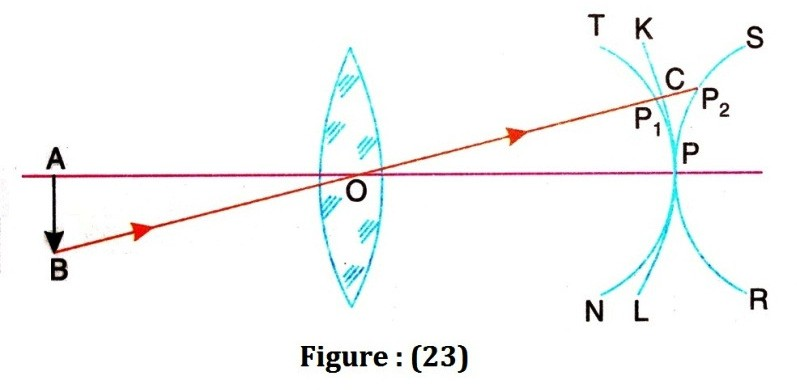 T K S
C
P₁ P₂
A P
O
B
N L R
Figure : (23)